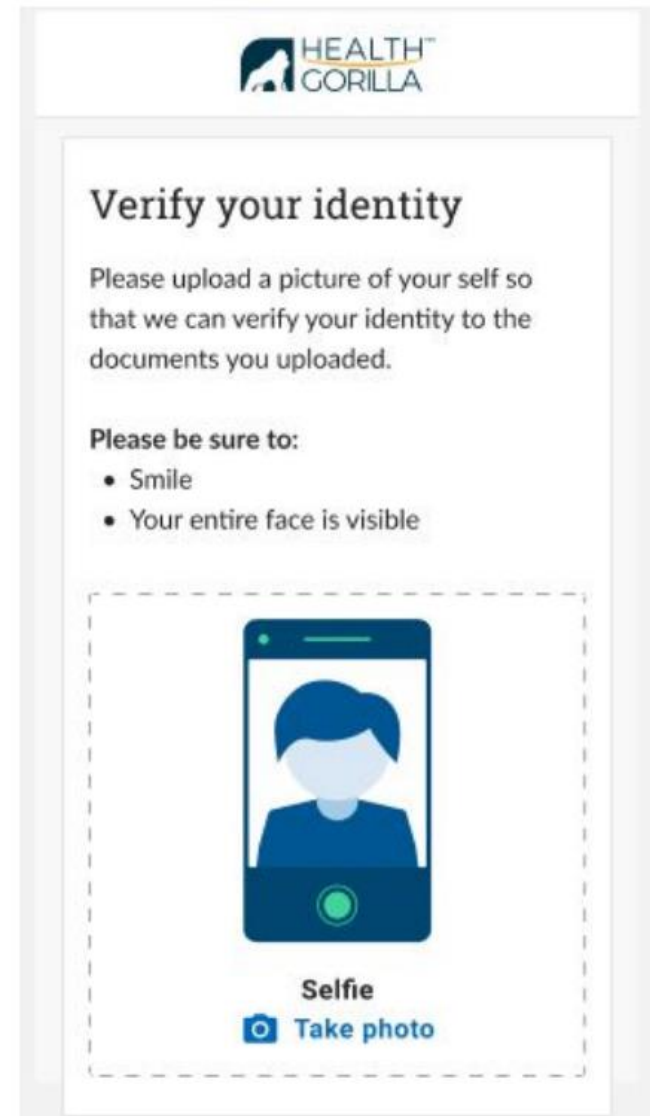 HEALTH™
GORILLA
Verify your identity
Please upload a picture of your self so
that we can verify your identity to the
documents you uploaded.
Please be sure to:
• Smile
• Your entire face is visible
Selfie
Take photo